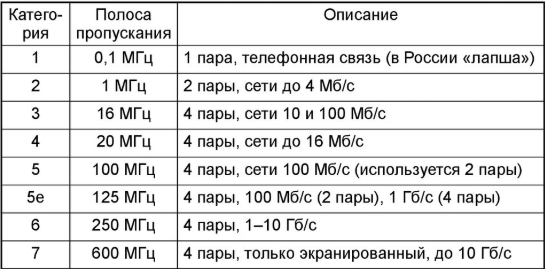 Катего-
рия
Полоса
пропускания
Описание
1 0,1 МГц 1 пара, телефонная связь (в России «лапша»)
2 1 МГц 2 пары, сети до 4 Мб/с
3 16 МГц 4 пары, сети 10 и 100 Мб/с
4 20 МГц 4 пары, сети до 16 Мб/с
5 100 МГц 4 пары, сети 100 Мб/с (используется 2 пары)
5е 125 МГц 4 пары, 100 Мб/с (2 пары), 1 Гб/с (4 пары)
6 250 МГц 4 пары, 1–10 Гб/с
7 600 МГц 4 пары, только экранированный, до 10 Гб/с